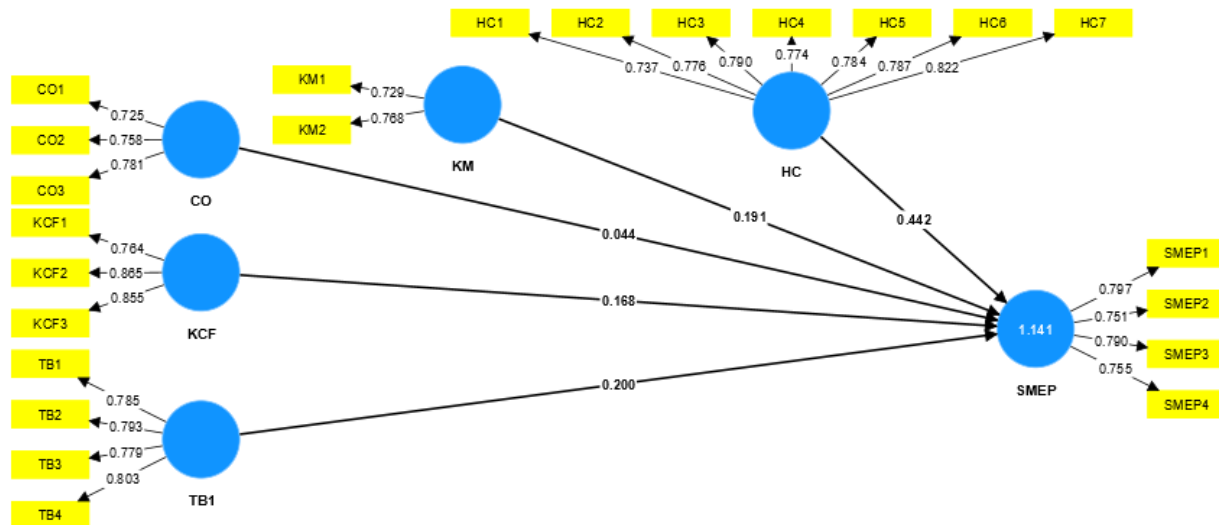 HC1
HC2
HC3
HC4
HC5
HC6
HC7
0.737
0.776
0.790
0.774
0.784
0.787
0.822
HC
KM1
KM2
0.729
0.768
KM
CO1
CO2
CO3
0.725
0.758
0.781
CO
KCF1
KCF2
KCF3
0.764
0.865
0.855
KCF
TB1
TB2
TB3
TB4
0.785
0.793
0.779
0.803
TB1
0.191
0.442
0.044
0.168
0.200
1.141
SMEP
0.797
0.751
0.790
0.755
SMEP1
SMEP2
SMEP3
SMEP4